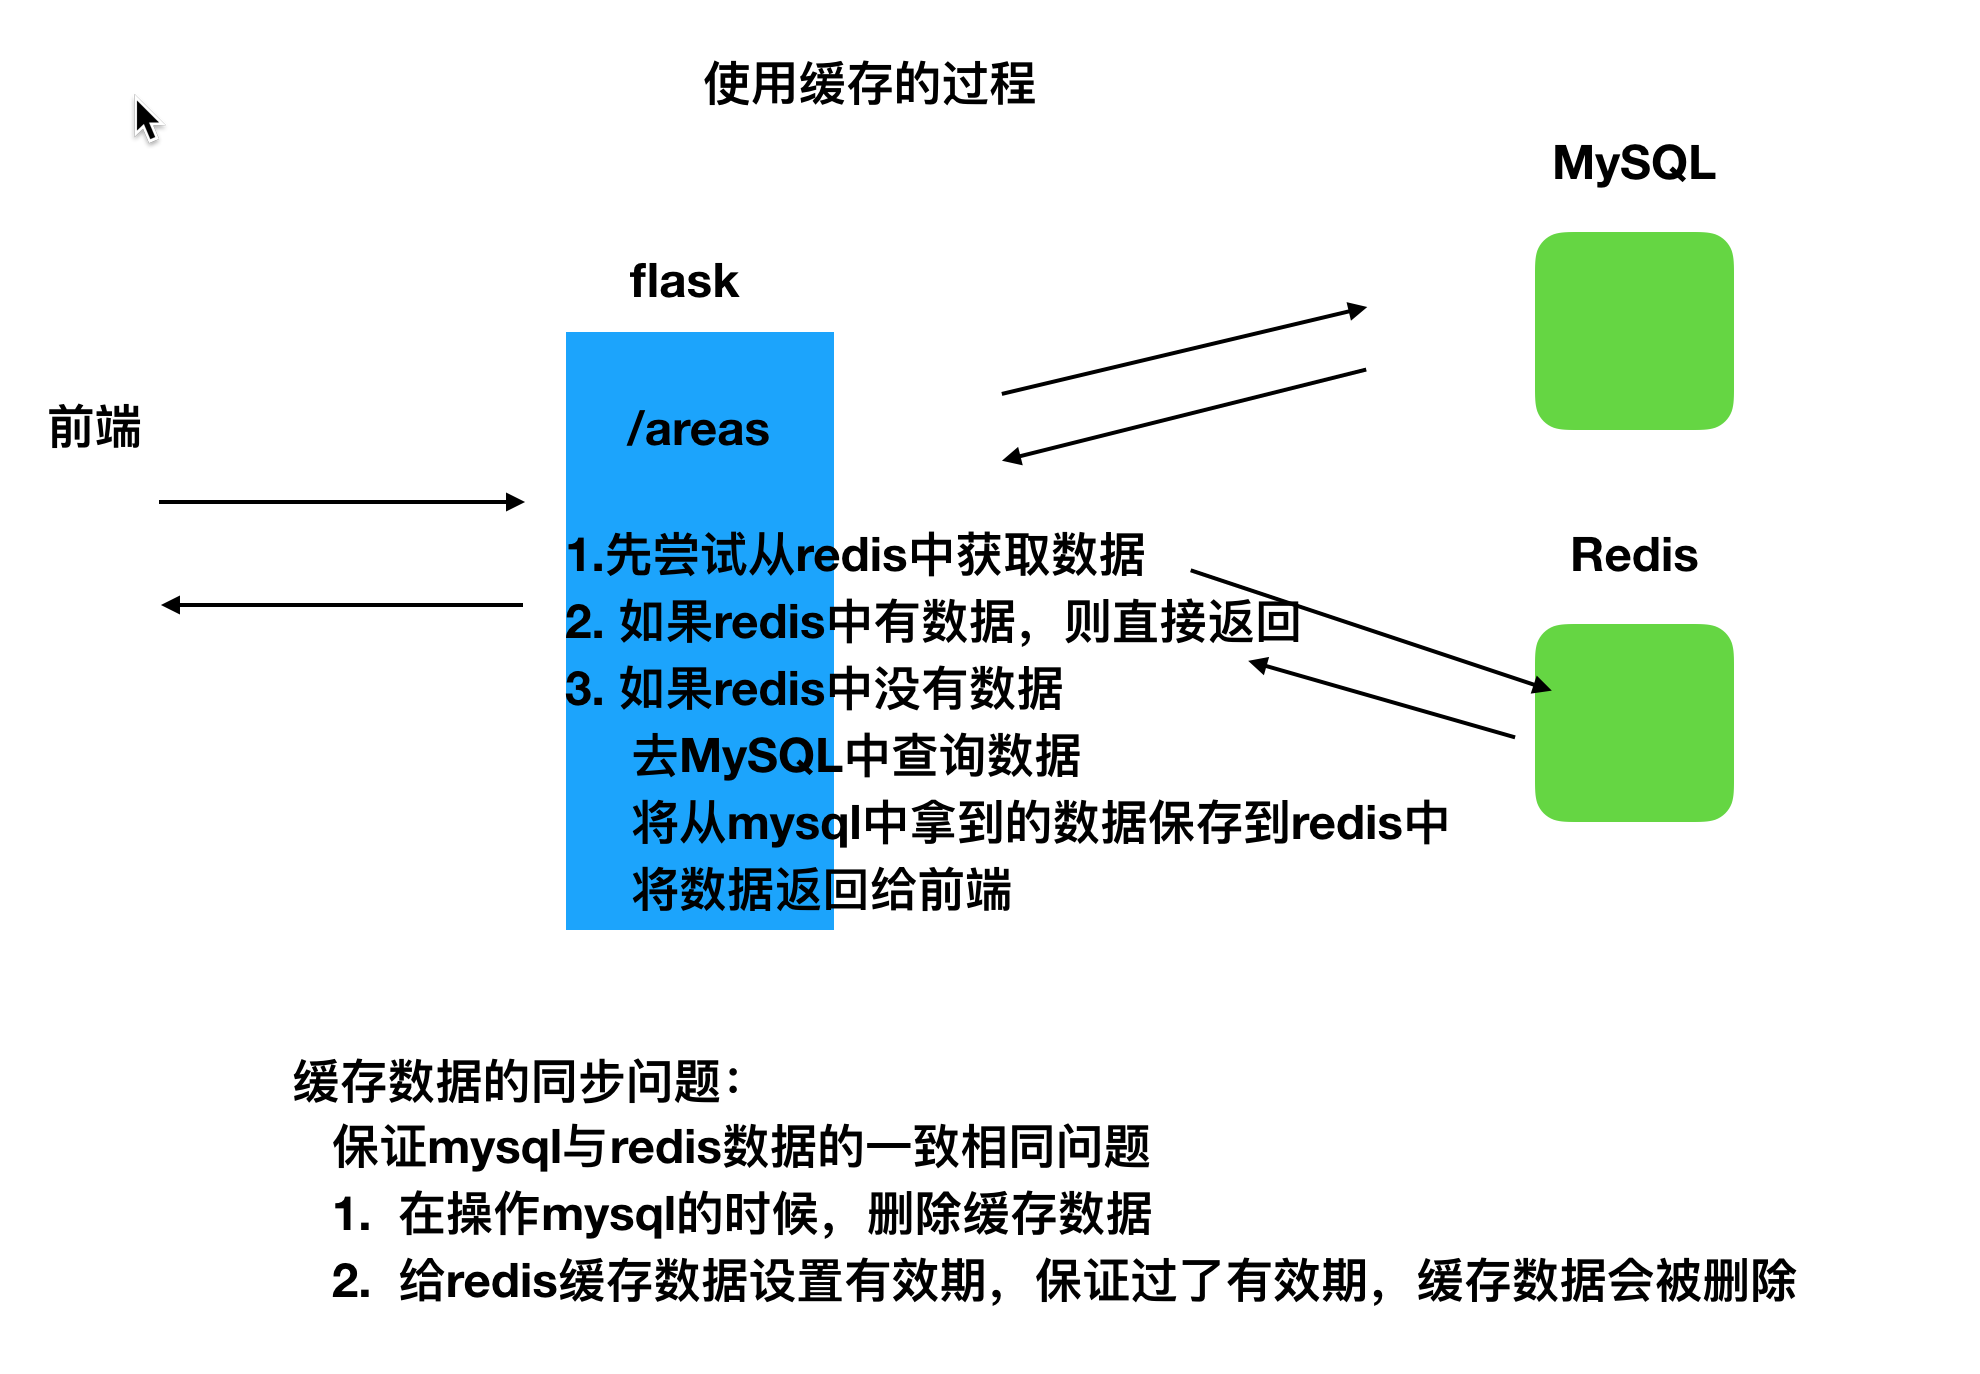 使用缓存的过程
MySQL
flask
/areas
前端
1.先尝试从redis中获取数据
Redis
2. 如果redis中有数据，则直接返回
3. 如果redis中没有数据
去MySQL中查询数据
将从mysql中拿到的数据保存到redis中
将数据返回给前端
缓存数据的同步问题：
保证mysql与redis数据的一致相同问题
1. 在操作mysql的时候，删除缓存数据
2. 给redis缓存数据设置有效期，保证过了有效期，缓存数据会被删除